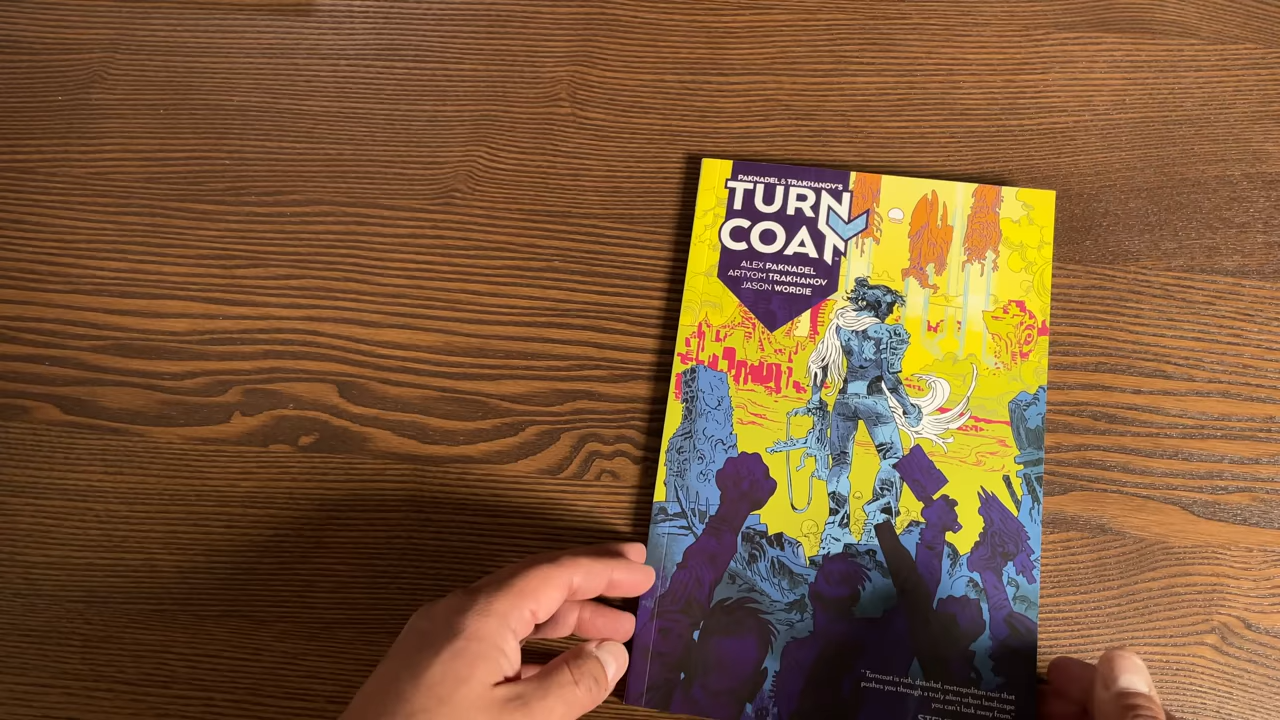 PAKNADEL & TRAKHANOV'S
TURN
COAT
ALEX PAKNADEL
ARTYOM TRAKHANOV
JASON WORDIE
"Turncoat is rich, detailed, metropolitan noir that
pushes you through a truly alien urban landscape
you can't look away from."